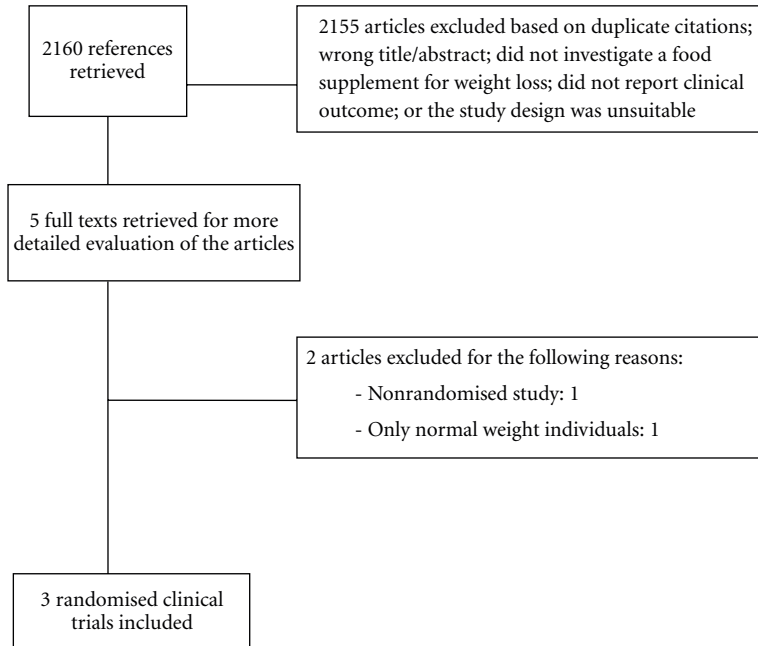 2160 references
retrieved
2155 articles excluded based on duplicate citations;
wrong title/abstract; did not investigate a food
supplement for weight loss; did not report clinical
outcome; or the study design was unsuitable
5 full texts retrieved for more
detailed evaluation of the articles
2 articles excluded for the following reasons:
- Nonrandomised study: 1
- Only normal weight individuals: 1
3 randomised clinical
trials included